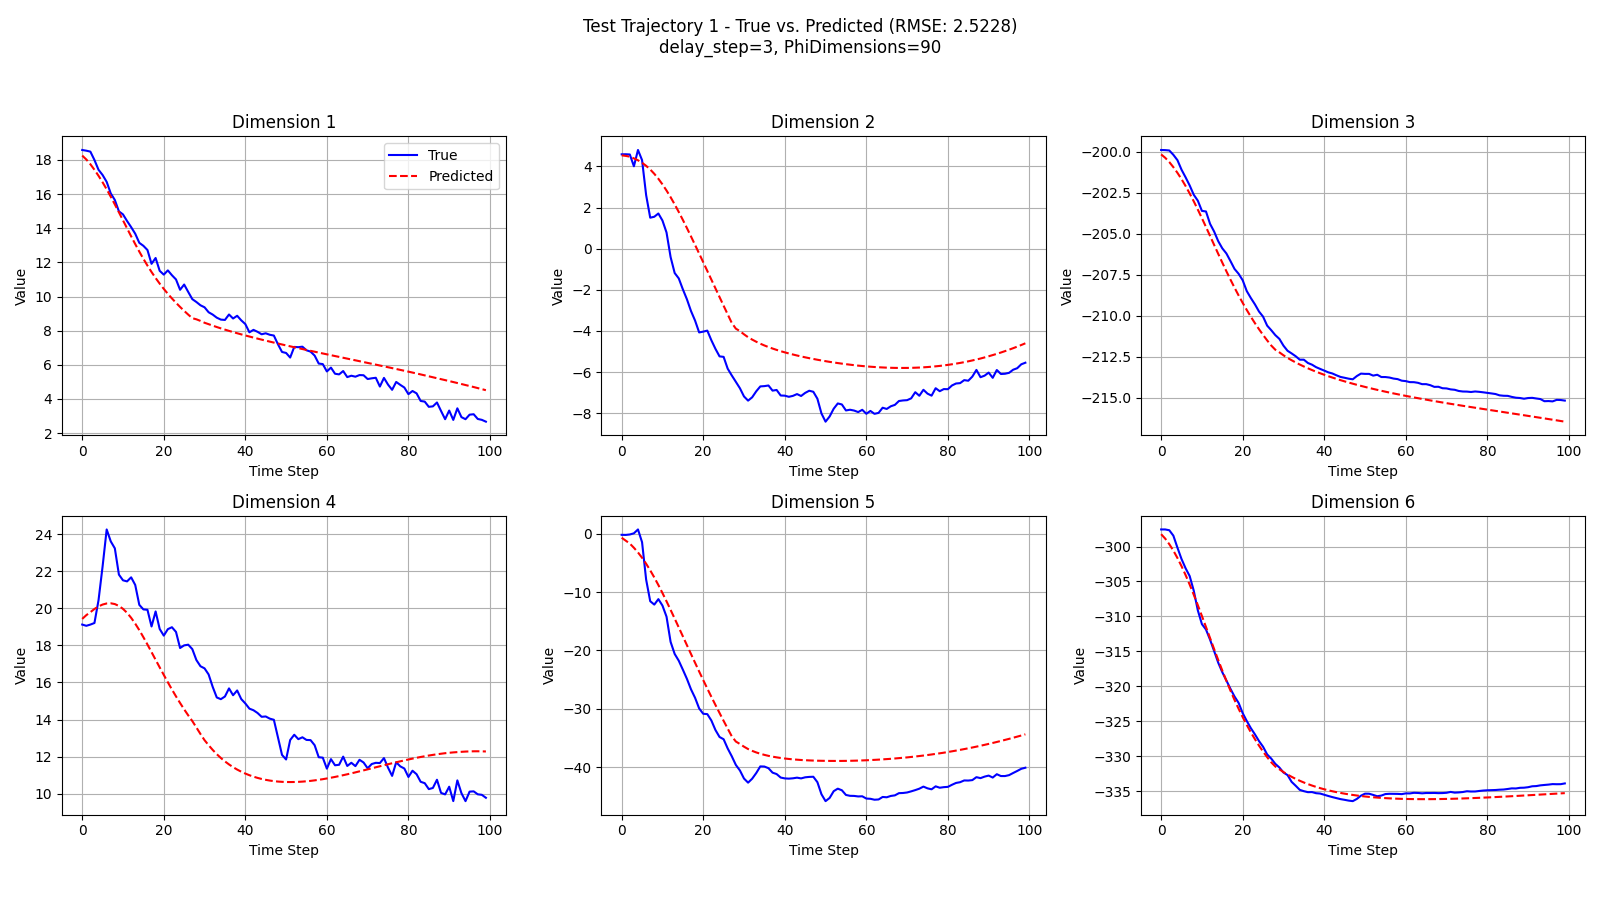 Test Trajectory 1 - True vs. Predicted (RMSE: 2.5228)
delay_step=3, PhiDimensions=90
Dimension 1
True
Predicted
Value
18
16
14
12
10
8
6
4
2
0 20 40 60 80 100
Time Step
Dimension 2
Value
4
2
0
−2
−4
−6
−8
0 20 40 60 80 100
Time Step
Dimension 3
Value
−200.0
−202.5
−205.0
−207.5
−210.0
−212.5
−215.0
0 20 40 60 80 100
Time Step
Dimension 4
Value
24
22
20
18
16
14
12
10
0 20 40 60 80 100
Time Step
Dimension 5
Value
0
−10
−20
−30
−40
0 20 40 60 80 100
Time Step
Dimension 6
Value
−300
−305
−310
−315
−320
−325
−330
−335
0 20 40 60 80 100
Time Step